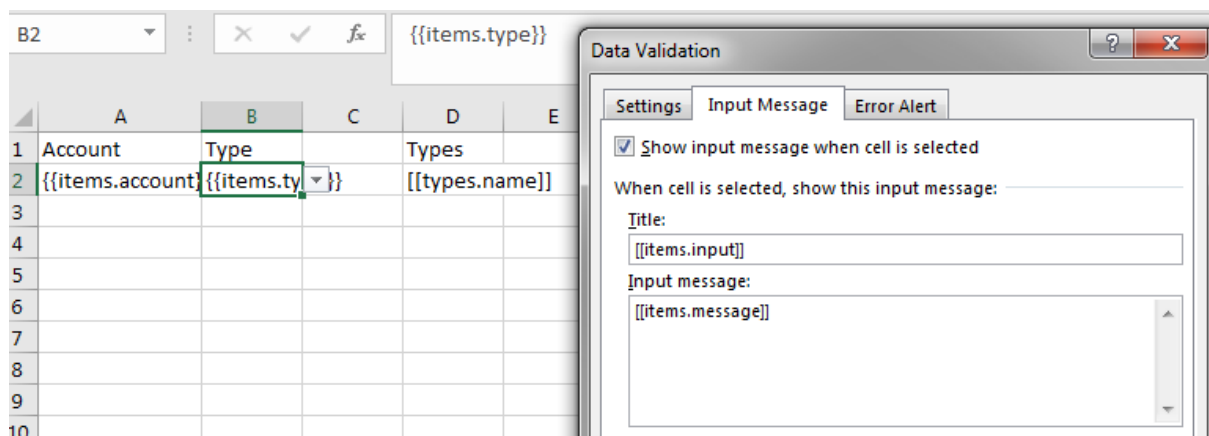 B2 fx {{items.type}}
A B C D E
1 Account Type Types
2 {{items.account} {{items.ty }} [[types.name]]
3
4
5
6
7
8
9
10
Data Validation
Settings Input Message Error Alert
Show input message when cell is selected
When cell is selected, show this input message:
Title:
[[items.input]]
Input message:
[[items.message]]